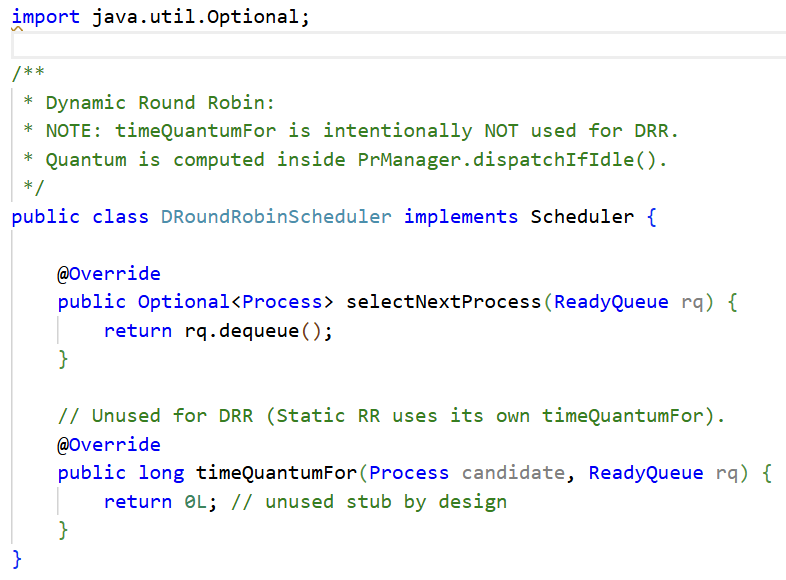 import java.util.Optional;
/**
 * Dynamic Round Robin:
 * NOTE: timeQuantumFor is intentionally NOT used for DRR.
 * Quantum is computed inside PrManager.dispatchIfIdle().
 */
public class DRoundRobinScheduler implements Scheduler {
    @Override
    public Optional<Process> selectNextProcess(ReadyQueue rq) {
        return rq.dequeue();
    }
    // Unused for DRR (Static RR uses its own timeQuantumFor).
    @Override
    public long timeQuantumFor(Process candidate, ReadyQueue rq) {
        return 0L; // unused stub by design
    }
}